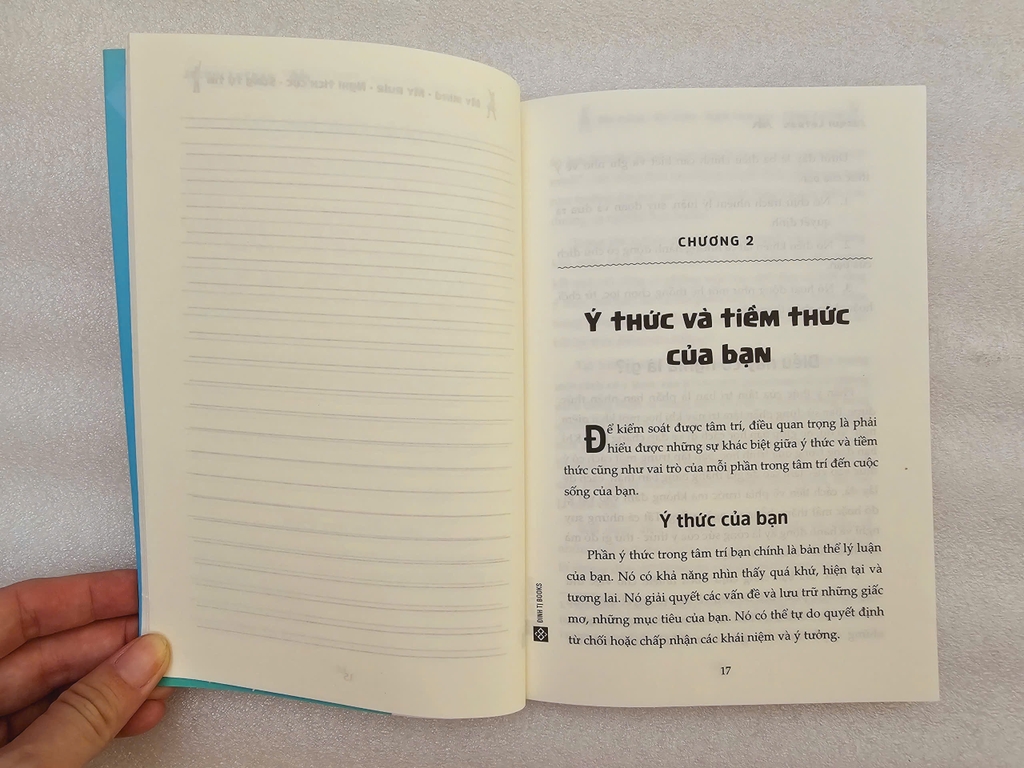 CHƯƠNG 2
Ý THỨC và TIỀM THỨC
của bạn
Để kiểm soát được tâm trí, điều quan trọng là phải
hiểu được những sự khác biệt giữa ý thức và tiềm
thức cũng như vai trò của mỗi phần trong tâm trí đến cuộc
sống của bạn.
Ý thức của bạn
Phần ý thức trong tâm trí bạn chính là bản thể lý luận
của bạn. Nó có khả năng nhìn thấy quá khứ, hiện tại và
tương lai. Nó giải quyết các vấn đề và lưu trữ những giấc
mơ, những mục tiêu của bạn. Nó có thể tự do quyết định
từ chối hoặc chấp nhận các khái niệm và ý tưởng.
ĐINH TỊ BOOKS
17